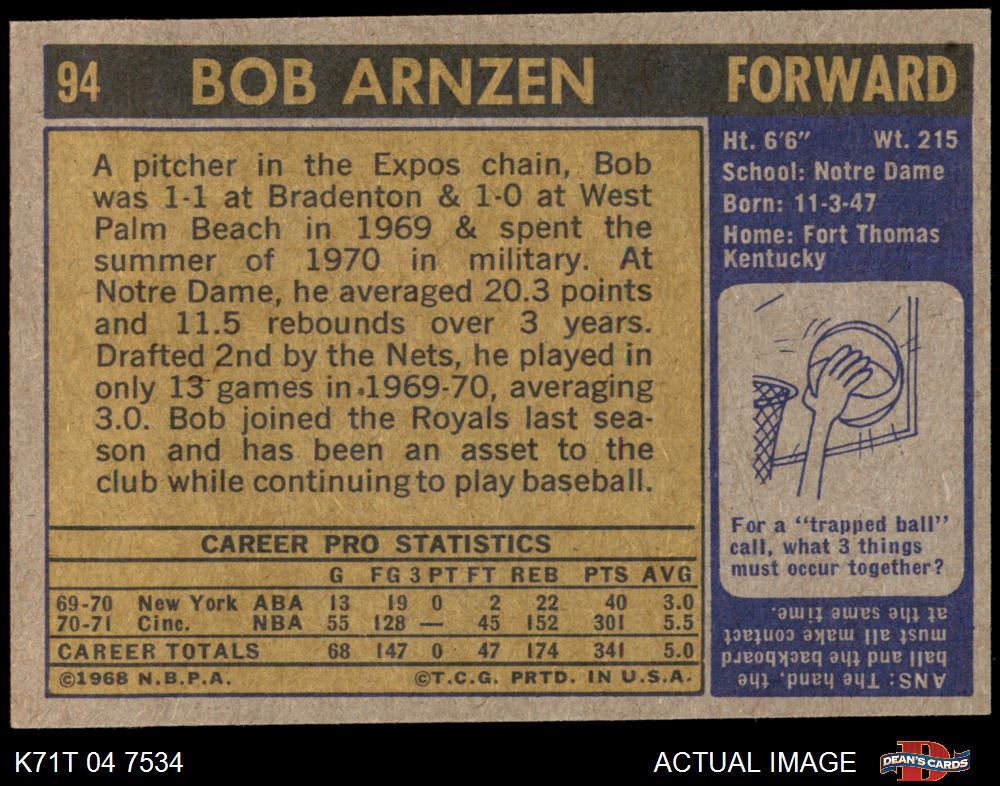 94 BOB ARNZEN FORWARD
A pitcher in the Expos chain, Bob
was 1-1 at Bradenton & 1-0 at West
Palm Beach in 1969 & spent the
summer of 1970 in military. At
Notre Dame, he averaged 20.3 points
and 11.5 rebounds over 3 years.
Drafted 2nd by the Nets, he played in
only 13 games in 1969-70, averaging
3.0. Bob joined the Royals last sea-
son and has been an asset to the
club while continuing to play baseball.
CAREER PRO STATISTICS
G FG 3 PT FT REB PTS AVG
69-70 New York ABA 13 19 0 2 22 40 3.0
70-71 Cinc. NBA 55 128 — 45 152 301 5.5
CAREER TOTALS 68 147 0 47 174 341 5.0
©1968 N.B.P.A. ©T.C.G. PRTD. IN U.S.A.
Ht. 6'6" Wt. 215
School: Notre Dame
Born: 11-3-47
Home: Fort Thomas
Kentucky
For a "trapped ball"
call, what 3 things
must occur together?
ANS: The hand, the
ball and the backboard
must all make contact
at the same time.
K71T 04 7534 ACTUAL IMAGE DEAN'S CARDS